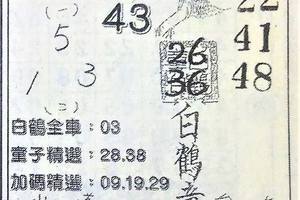 (一)
5
1 3
(二)
43
26
36
22
41
48
白鶴全車：03
童子精選：28.38
加碼精選：09.19.29
白鶴童